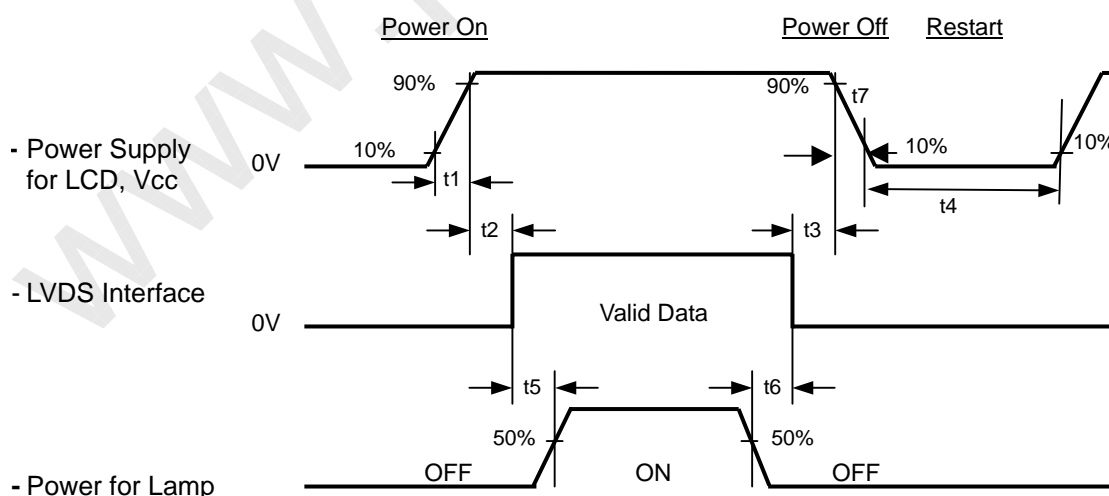 Power On Power Off Restart
90% 90% t7
- Power Supply for LCD, Vcc
0V 10% 10% 10%
t1 t4
t2 t3
- LVDS Interface
0V Valid Data
t5 t6
50% 50%
- Power for Lamp
OFF ON OFF